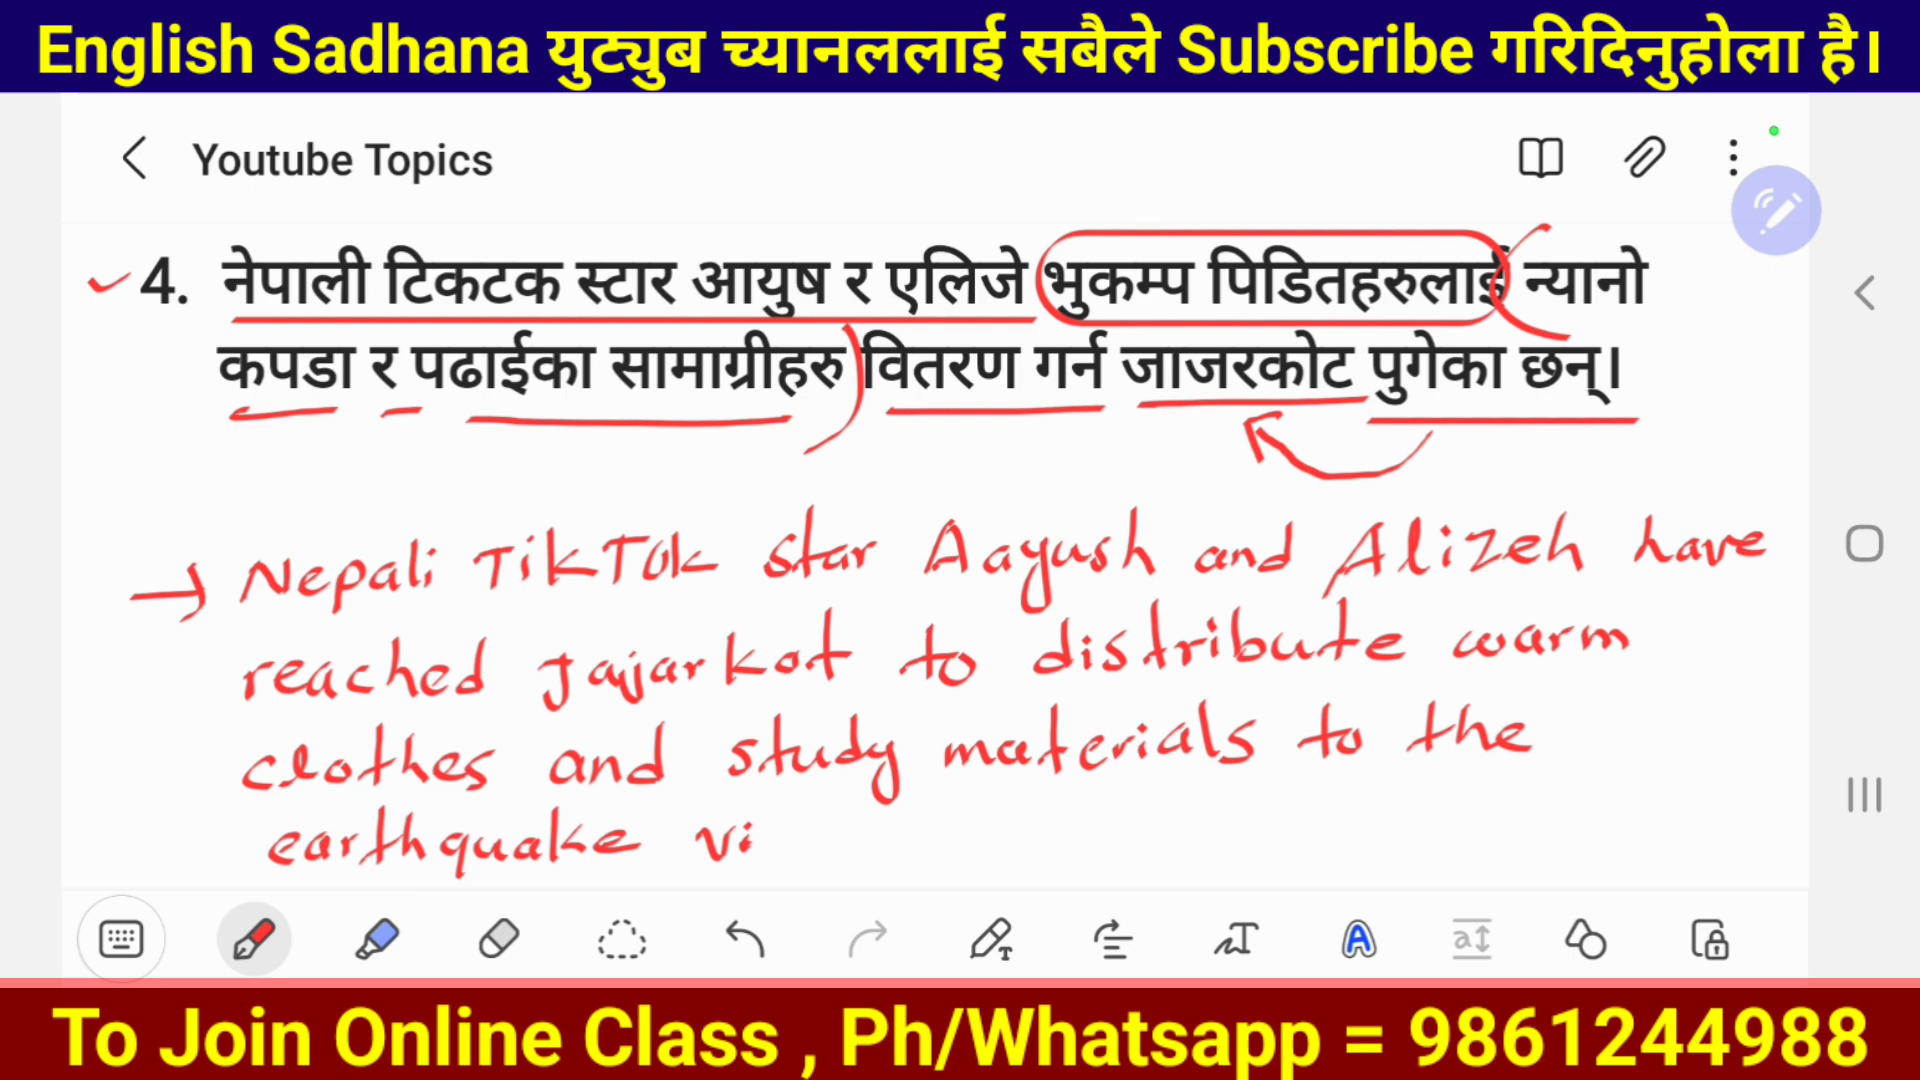 English Sadhana युट्युब च्यानललाई सबैले Subscribe गरिदिनुहोला है।
Youtube Topics
4. नेपाली टिकटक स्टार आयुष र एलिजे भुकम्प पिडितहरुलाई न्यानो
कपडा र पढाईका सामाग्रीहरु वितरण गर्न जाजरकोट पुगेका छन्।
→ Nepali TikTok star Aayush and Alizeh have
reached Jajarkot to distribute warm
clothes and study materials to the
earthquake vi
To Join Online Class , Ph/Whatsapp = 9861244988